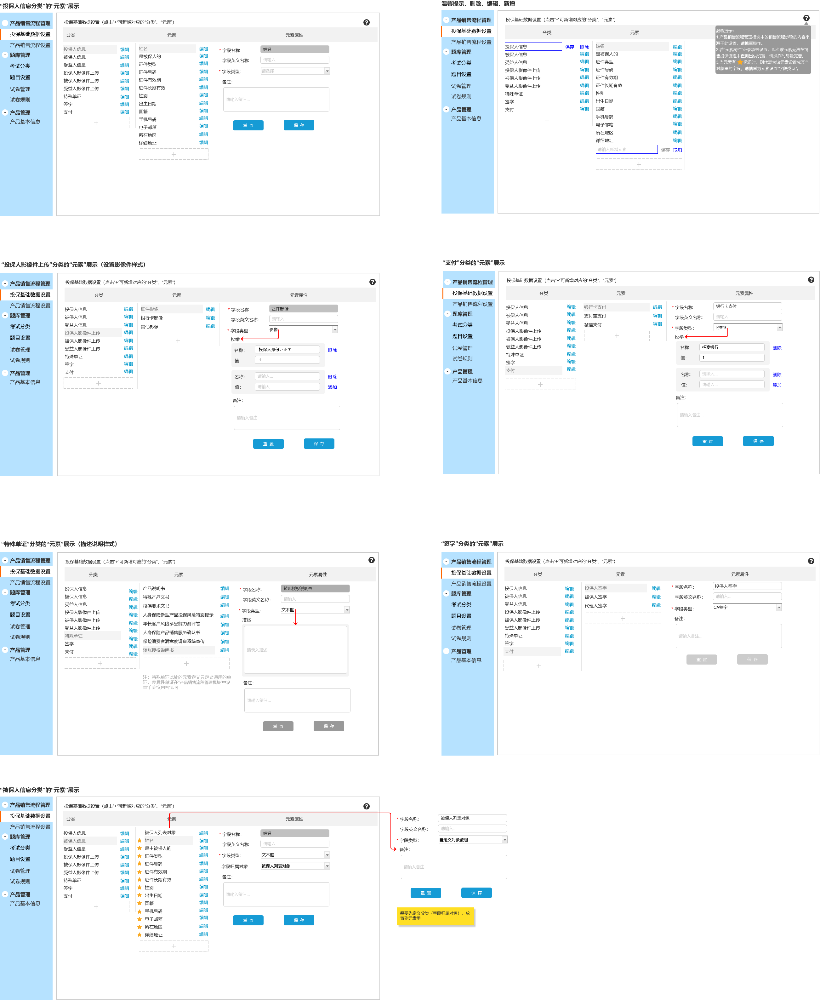 “投保人信息分类”的“元素”展示
- 产品销售流程管理
投保基础数据设置
产品销售流程设置
- 题库管理
考试分类
题目设置
试卷管理
试卷规则
- 产品管理
产品基本信息
投保基础数据设置（点击”+“可新增对应的“分类”、“元素”）
?
分类 元素 元素属性
投保人信息 编辑
被保人信息 编辑
受益人信息 编辑
投保人影像件上传 编辑
被保人影像件上传 编辑
受益人影像件上传 编辑
特殊单证 编辑
签字 编辑
支付 编辑
+
姓名 编辑
是被保人的 编辑
证件类型 编辑
证件号码 编辑
证件有效期 编辑
证件长期有效 编辑
性别 编辑
出生日期 编辑
国籍 编辑
手机号码 编辑
电子邮箱 编辑
所在地区 编辑
详细地址 编辑
+
* 字段名称： 姓名
字段英文名称： 请输入...
* 字段类型： 请选择
备注：
请输入备注...
重 置 保 存
温馨提示、删除、编辑、新增
- 产品销售流程管理
投保基础数据设置
产品销售流程设置
- 题库管理
考试分类
题目设置
试卷管理
试卷规则
- 产品管理
产品基本信息
投保基础数据设置（点击”+“可新增对应的“分类”、“元素”）
?
分类 元素
温馨提示：
1.产品销售流程管理模块中的销售流程步骤的内容来
源于此设置，请慎重操作。
2.若”元素属性“必录项未设置，那么该元素无法在销
售投保流程中查询出供设置，请操作时尽量完善。
3.当元素有 标识时，则代表为该元素设置成某个
对象里的字段，请慎重为元素设置“字段类型”。
投保人信息 保存 删除
被保人信息 编辑
受益人信息 编辑
投保人影像件上传 编辑
被保人影像件上传 编辑
受益人影像件上传 编辑
特殊单证 编辑
签字 编辑
支付 编辑
+
姓名 编辑
是被保人的 编辑
证件类型 编辑
证件号码 编辑
证件有效期 编辑
证件长期有效 编辑
性别 编辑
出生日期 编辑
国籍 编辑
手机号码 编辑
电子邮箱 编辑
所在地区 编辑
详细地址 编辑
请输入新增元素 保存 取消
+
“投保人影像件上传”分类的“元素”展示（设置影像件样式）
- 产品销售流程管理
投保基础数据设置
产品销售流程设置
- 题库管理
考试分类
题目设置
试卷管理
试卷规则
- 产品管理
产品基本信息
投保基础数据设置（点击”+“可新增对应的“分类”、“元素”）
?
分类 元素 元素属性
投保人信息 编辑
被保人信息 编辑
受益人信息 编辑
投保人影像件上传 编辑
被保人影像件上传 编辑
受益人影像件上传 编辑
特殊单证 编辑
签字 编辑
支付 编辑
+
证件影像 编辑
银行卡影像 编辑
其他影像 编辑
+
* 字段名称： 证件影像
字段英文名称： 请输入...
* 字段类型： 影像
枚举
名称： 投保人身份证正面 删除
值： 1
名称： 请输入... 删除
值： 请输入... 添加
备注：
请输入备注...
重 置 保 存
“支付”分类的“元素”展示
- 产品销售流程管理
投保基础数据设置
产品销售流程设置
- 题库管理
考试分类
题目设置
试卷管理
试卷规则
- 产品管理
产品基本信息
投保基础数据设置（点击”+“可新增对应的“分类”、“元素”）
?
分类 元素 元素属性
投保人信息 编辑
被保人信息 编辑
受益人信息 编辑
投保人影像件上传 编辑
被保人影像件上传 编辑
受益人身影像件上传 编辑
特殊单证 编辑
签字 编辑
支付 编辑
+
银行卡支付 编辑
支付宝支付 编辑
微信支付 编辑
+
* 字段名称： 银行卡支付
字段英文名称： 请输入...
* 字段类型： 下拉框
枚举
名称： 招商银行 删除
值： 1
名称： 请输入... 删除
值： 请输入... 添加
备注：
请输入备注...
重 置 保 存
“特殊单证”分类的“元素”展示（描述说明样式）
- 产品销售流程管理
投保基础数据设置
产品销售流程设置
- 题库管理
考试分类
题目设置
试卷管理
试卷规则
- 产品管理
产品基本信息
投保基础数据设置（点击”+“可新增对应的“分类”、“元素”）
?
分类 元素 元素属性
投保人信息 编辑
被保人信息 编辑
受益人信息 编辑
投保人影像件上传 编辑
被保人影像件上传 编辑
受益人影像件上传 编辑
特殊单证 编辑
签字 编辑
支付 编辑
+
产品说明书 编辑
特殊产品文书 编辑
核保要求文书 编辑
人身保险新型产品投保风险特别提示 编辑
年长客户风险承受能力测评卷 编辑
人身保险产品销售服务确认书 编辑
保险消费者满意度调查系统宣传 编辑
转账授权说明书 编辑
+
注：特殊单证此处的元素定义只定义通用的单
证，差异性单证在“产品销售流程管理模块”中设
置“自定义内容”即可
* 字段名称： 转账授权说明书
字段英文名称： 请输入...
* 字段类型： 文本框
描述
请录入描述...
备注：
请输入备注...
重 置 保 存
“签字”分类的“元素”展示
- 产品销售流程管理
投保基础数据设置
产品销售流程设置
- 题库管理
考试分类
题目设置
试卷管理
试卷规则
- 产品管理
产品基本信息
投保基础数据设置（点击”+“可新增对应的“分类”、“元素”）
?
分类 元素 元素属性
投保人信息 编辑
被保人信息 编辑
受益人信息 编辑
投保人影像件上传 编辑
被保人影像件上传 编辑
受益人影像件上传 编辑
特殊单证 编辑
签字 编辑
支付 编辑
+
投保人签字 编辑
被保人签字 编辑
代理人签字 编辑
+
* 字段名称： 投保人签字
字段英文名称： 请输入...
* 字段类型： CA签字
备注：
请输入备注...
重 置 保 存
“被保人信息分类”的“元素”展示
- 产品销售流程管理
投保基础数据设置
产品销售流程设置
- 题库管理
考试分类
题目设置
试卷管理
试卷规则
- 产品管理
产品基本信息
投保基础数据设置（点击”+“可新增对应的“分类”、“元素”）
?
分类 元素 元素属性
投保人信息 编辑
被保人信息 编辑
受益人信息 编辑
投保人影像件上传 编辑
被保人影像件上传 编辑
受益人影像件上传 编辑
特殊单证 编辑
签字 编辑
支付 编辑
+
被保人列表对象 编辑
姓名 编辑
是主被保人的 编辑
证件类型 编辑
证件号码 编辑
证件有效期 编辑
证件长期有效 编辑
性别 编辑
出生日期 编辑
国籍 编辑
手机号码 编辑
电子邮箱 编辑
所在地区 编辑
详细地址 编辑
+
* 字段名称： 姓名
字段英文名称： 请输入...
* 字段类型： 文本框
字段归属对象： 被保人列表对象
备注：
请输入备注...
重 置 保 存
* 字段名称： 被保人列表对象
字段英文名称： 请输入...
* 字段类型： 自定义对象数组
备注：
请输入备注...
重 置 保 存
需要先定义父类（字段归属对象），放
置到元素里